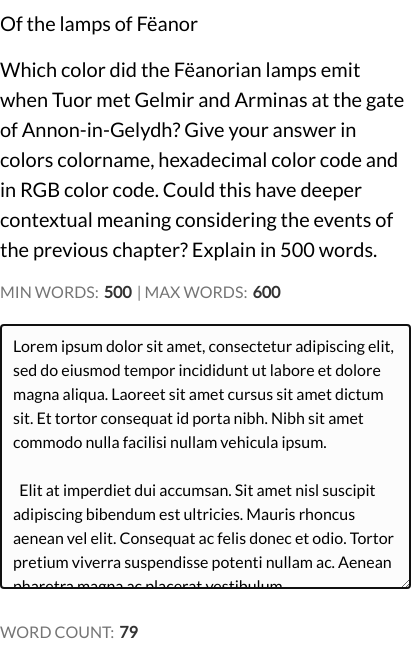 Of the lamps of Fëanor
Which color did the Fëanorian lamps emit
when Tuor met Gelmir and Arminas at the gate
of Annon-in-Gelydh? Give your answer in
colors colorname, hexadecimal color code and
in RGB color code. Could this have deeper
contextual meaning considering the events of
the previous chapter? Explain in 500 words.
MIN WORDS: 500 | MAX WORDS: 600
Lorem ipsum dolor sit amet, consectetur adipiscing elit,
sed do eiusmod tempor incididunt ut labore et dolore
magna aliqua. Laoreet sit amet cursus sit amet dictum
sit. Et tortor consequat id porta nibh. Nibh sit amet
commodo nulla facilisi nullam vehicula ipsum.
Elit at imperdiet dui accumsan. Sit amet nisl suscipit
adipiscing bibendum est ultricies. Mauris rhoncus
aenean vel elit. Consequat ac felis donec et odio. Tortor
pretium viverra suspendisse potenti nullam ac. Aenean
pharetra magna ac placerat vestibulum
WORD COUNT: 79